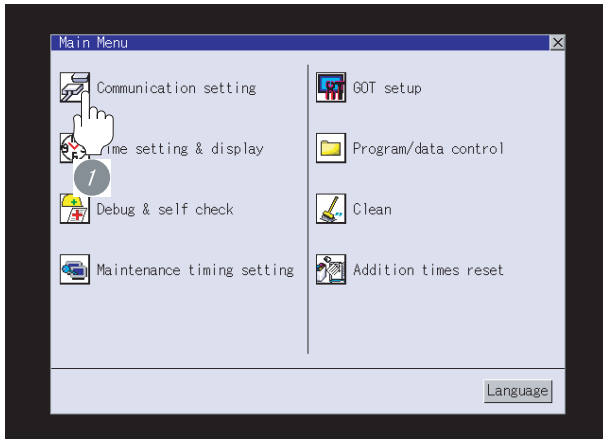 Main Menu
Communication setting
GOT setup
Time setting & display
Program/data control
1
Debug & self check
Clean
Maintenance timing setting
Addition times reset
Language